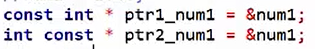 const int * ptr1_num1 = &num1;
int const * ptr2_num1 = &num1;